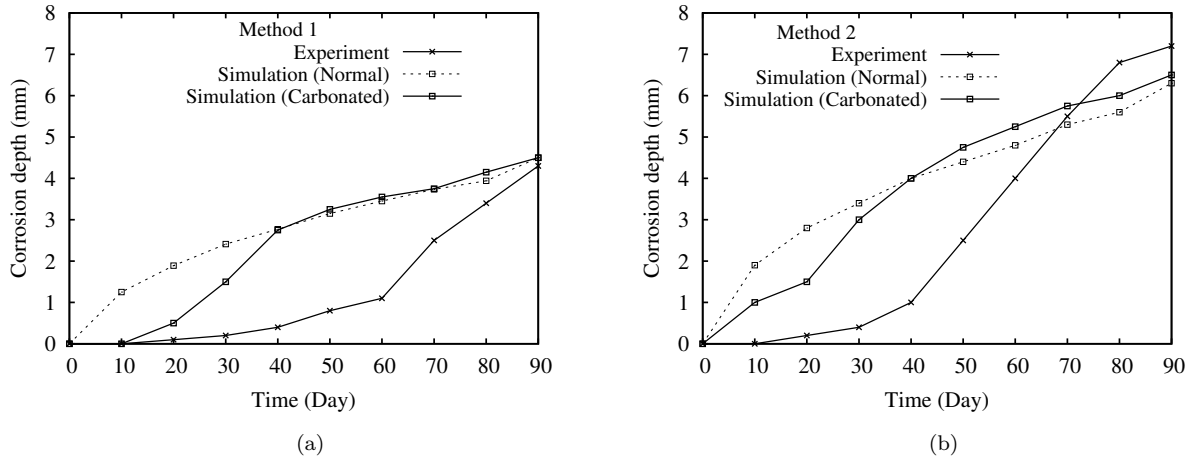 Method 1
Experiment
Simulation (Normal)
Simulation (Carbonated)
8
7
6
5
4
3
2
1
0
Corrosion depth (mm)
0 10 20 30 40 50 60 70 80 90
Time (Day)
(a)
Method 2
Experiment
Simulation (Normal)
Simulation (Carbonated)
8
7
6
5
4
3
2
1
0
Corrosion depth (mm)
0 10 20 30 40 50 60 70 80 90
Time (Day)
(b)